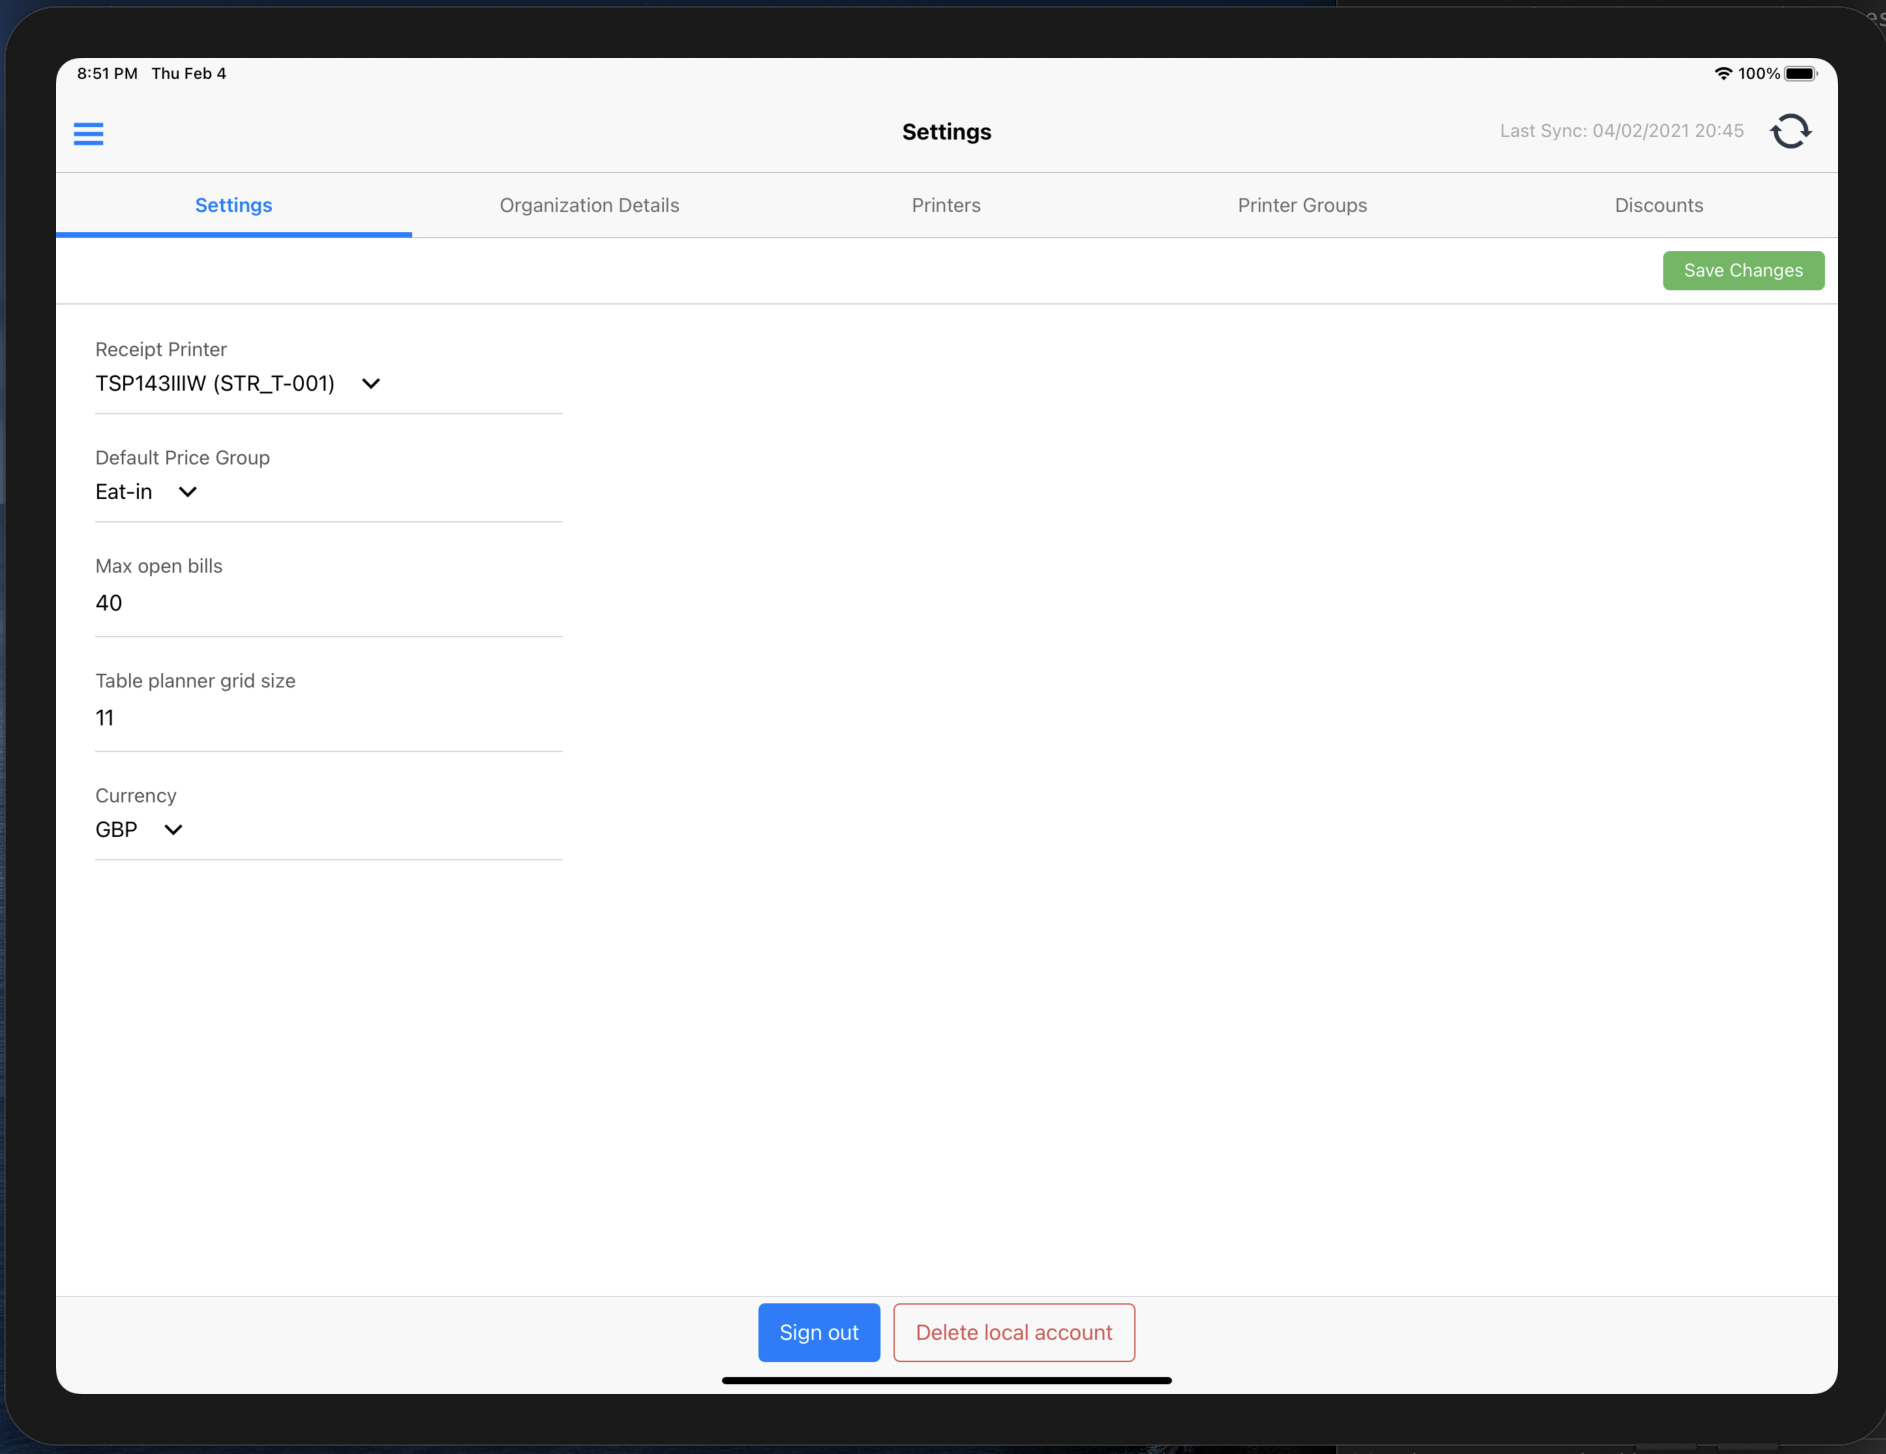 8:51 PM Thu Feb 4
100%
Settings
Last Sync: 04/02/2021 20:45
Settings
Organization Details
Printers
Printer Groups
Discounts
Save Changes
Receipt Printer
TSP143IIIW (STR_T-001)
Default Price Group
Eat-in
Max open bills
40
Table planner grid size
11
Currency
GBP
Sign out
Delete local account